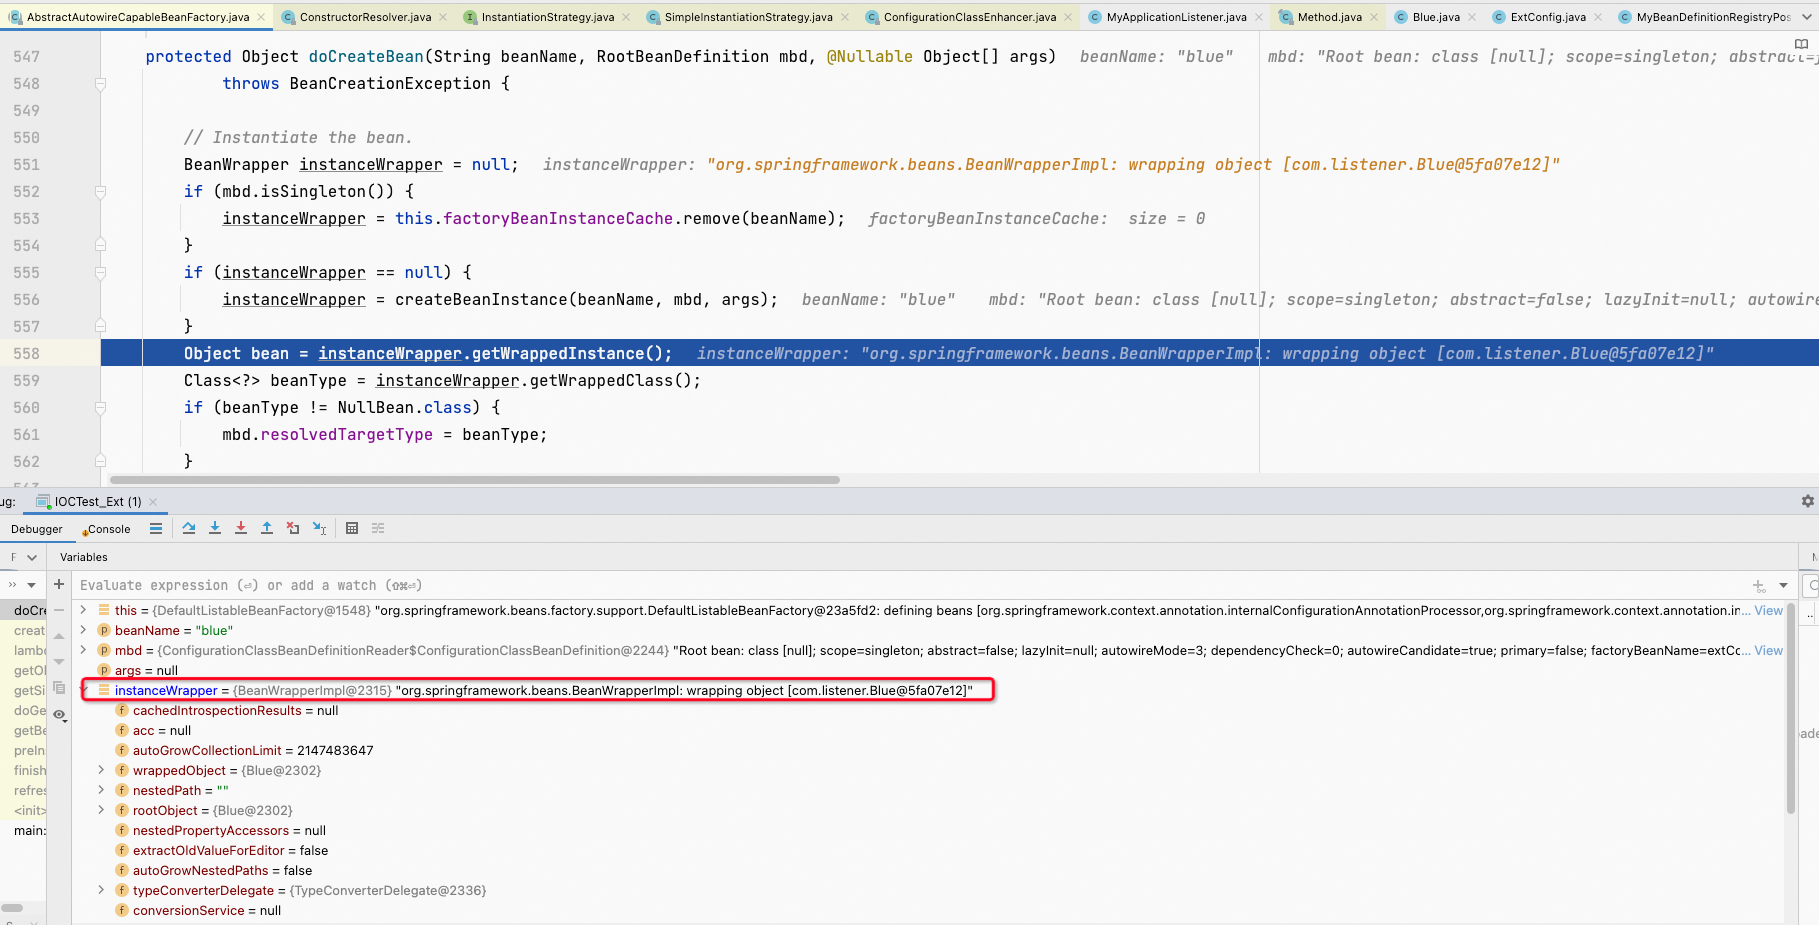 AbstractAutowireCapableBeanFactory.java ConstructorResolver.java InstantiationStrategy.java SimpleInstantiationStrategy.java ConfigurationClassEnhancer.java MyApplicationListener.java Method.java Blue.java ExtConfig.java MyBeanDefinitionRegistryPos
547 protected Object doCreateBean(String beanName, RootBeanDefinition mbd, @Nullable Object[] args) beanName: "blue" mbd: "Root bean: class [null]; scope=singleton; abstract=f
548 throws BeanCreationException {
549
550 // Instantiate the bean.
551 BeanWrapper instanceWrapper = null; instanceWrapper: "org.springframework.beans.BeanWrapperImpl: wrapping object [com.listener.Blue@5fa07e12]"
552 if (mbd.isSingleton()) {
553 instanceWrapper = this.factoryBeanInstanceCache.remove(beanName); factoryBeanInstanceCache: size = 0
554 }
555 if (instanceWrapper == null) {
556 instanceWrapper = createBeanInstance(beanName, mbd, args); beanName: "blue" mbd: "Root bean: class [null]; scope=singleton; abstract=false; lazyInit=null; autowire
557 }
558 Object bean = instanceWrapper.getWrappedInstance(); instanceWrapper: "org.springframework.beans.BeanWrapperImpl: wrapping object [com.listener.Blue@5fa07e12]"
559 Class<?> beanType = instanceWrapper.getWrappedClass();
560 if (beanType != NullBean.class) {
561 mbd.resolvedTargetType = beanType;
562 }
ug: IOCTest_Ext (1)
Debugger Console
F Variables
Evaluate expression (⏎) or add a watch (⇧⌘⏎)
doCre this = {DefaultListableBeanFactory@1548} "org.springframework.beans.factory.support.DefaultListableBeanFactory@23a5fd2: defining beans [org.springframework.context.annotation.internalConfigurationAnnotationProcessor,org.springframework.context.annotation.in... View
creat beanName = "blue"
lamb mbd = {ConfigurationClassBeanDefinitionReader$ConfigurationClassBeanDefinition@2244} "Root bean: class [null]; scope=singleton; abstract=false; lazyInit=null; autowireMode=3; dependencyCheck=0; autowireCandidate=true; primary=false; factoryBeanName=extCo... View
getOl args = null
getSi instanceWrapper = {BeanWrapperImpl@2315} "org.springframework.beans.BeanWrapperImpl: wrapping object [com.listener.Blue@5fa07e12]"
doGe cachedIntrospectionResults = null
getBe acc = null
preIns autoGrowCollectionLimit = 2147483647
finish wrappedObject = {Blue@2302}
refres nestedPath = ""
<init> rootObject = {Blue@2302}
main: nestedPropertyAccessors = null
extractOldValueForEditor = false
autoGrowNestedPaths = false
typeConverterDelegate = {TypeConverterDelegate@2336}
conversionService = null